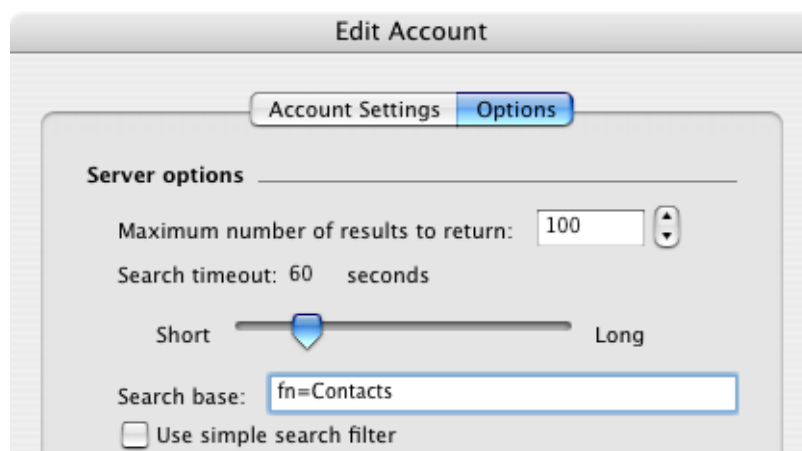 Edit Account
Account Settings Options
Server options
Maximum number of results to return: 100
Search timeout: 60 seconds
Short Long
Search base: fn=Contacts
Use simple search filter